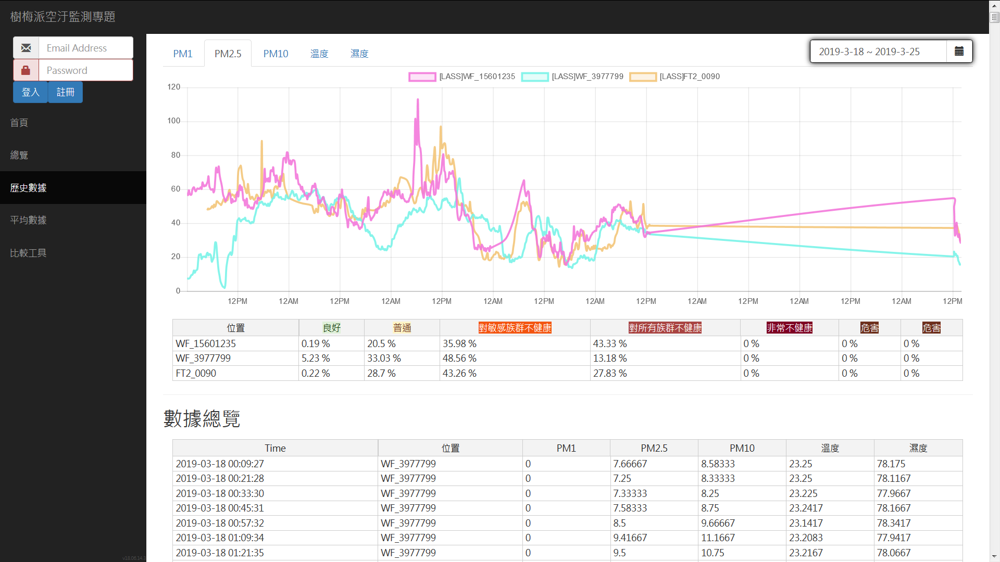 樹梅派空汙監測專題
Email Address
Password
登入 註冊
首頁
總覽
歷史數據
平均數據
比較工具
v18.06.14.3
PM1 PM2.5 PM10 溫度 濕度
2019-3-18 ~ 2019-3-25
[LASS]WF_15601235 [LASS]WF_3977799 [LASS]FT2_0090
120
100
80
60
40
20
0
12PM 12AM 12PM 12AM 12PM 12AM 12PM 12AM 12PM 12AM 12PM 12AM 12PM 12AM 12PM
位置 良好 普通 對敏感族群不健康 對所有族群不健康 非常不健康 危害 危害
WF_15601235 0.19 % 20.5 % 35.98 % 43.33 % 0 % 0 % 0 %
WF_3977799 5.23 % 33.03 % 48.56 % 13.18 % 0 % 0 % 0 %
FT2_0090 0.22 % 28.7 % 43.26 % 27.83 % 0 % 0 % 0 %
數據總覽
Time 位置 PM1 PM2.5 PM10 溫度 濕度
2019-03-18 00:09:27 WF_3977799 0 7.66667 8.58333 23.25 78.175
2019-03-18 00:21:28 WF_3977799 0 7.25 8.33333 23.25 78.1167
2019-03-18 00:33:30 WF_3977799 0 7.33333 8.25 23.225 77.9667
2019-03-18 00:45:31 WF_3977799 0 7.58333 8.75 23.2417 78.1667
2019-03-18 00:57:32 WF_3977799 0 8.5 9.66667 23.1417 78.3417
2019-03-18 01:09:34 WF_3977799 0 9.41667 11.1667 23.2083 77.9417
2019-03-18 01:21:35 WF_3977799 0 9.5 10.75 23.2167 78.0667